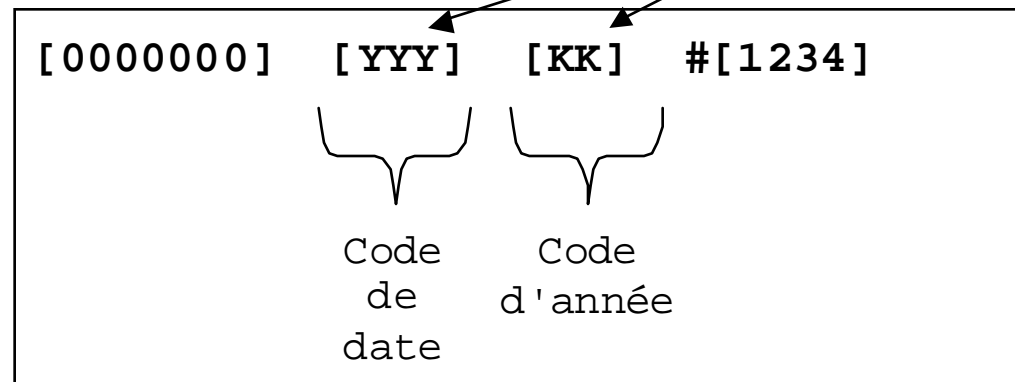 [0000000] [YYY] [KK] #[1234]
Code de date
Code d'année